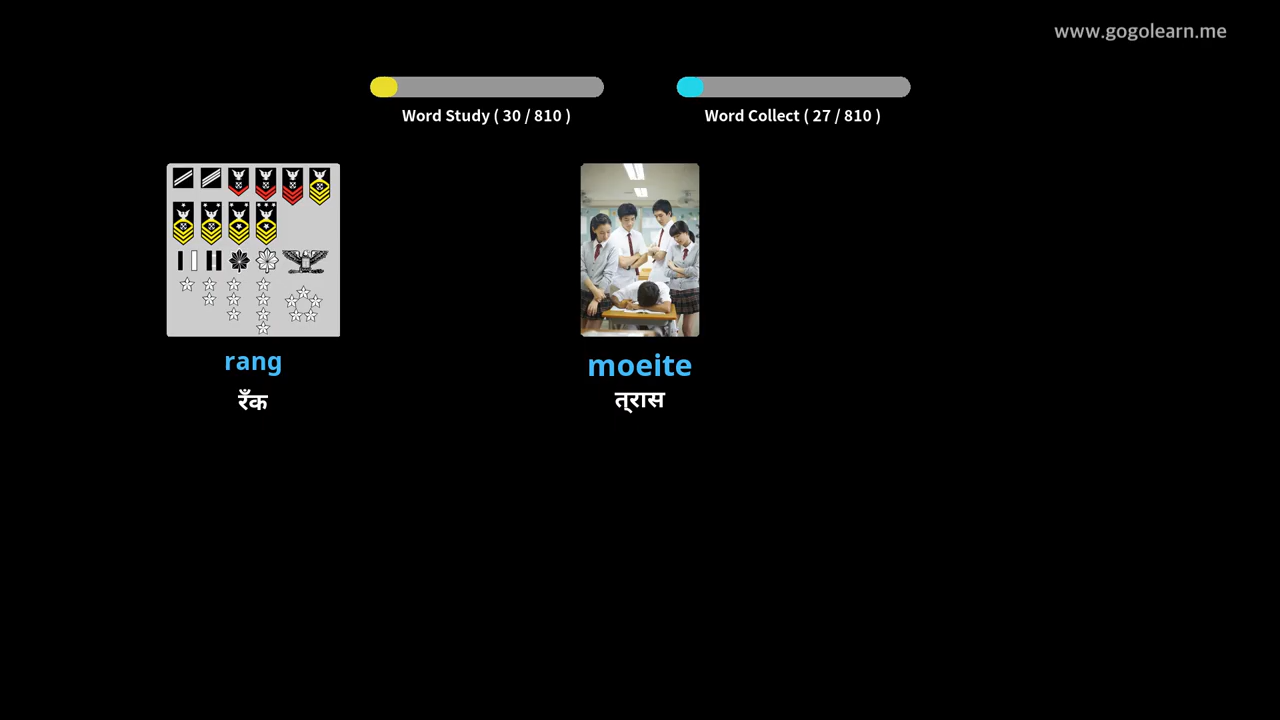 www.gogolearn.me
Word Study ( 30 / 810 )
Word Collect ( 27 / 810 )
rang
रँक
moeite
त्रास